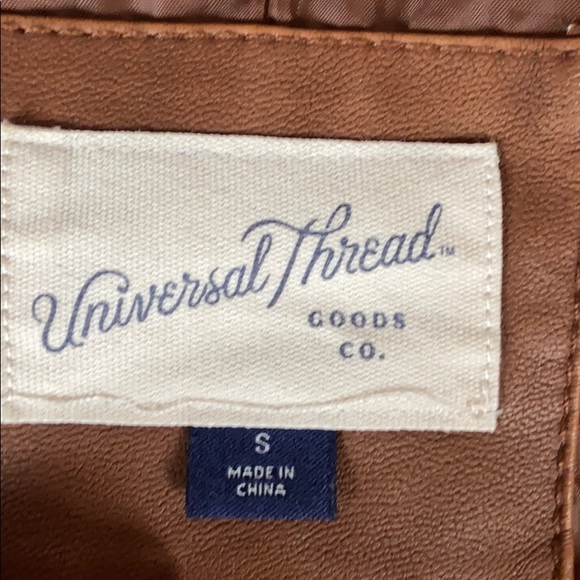 Universal Thread™
GOODS
CO.
S
MADE IN
CHINA